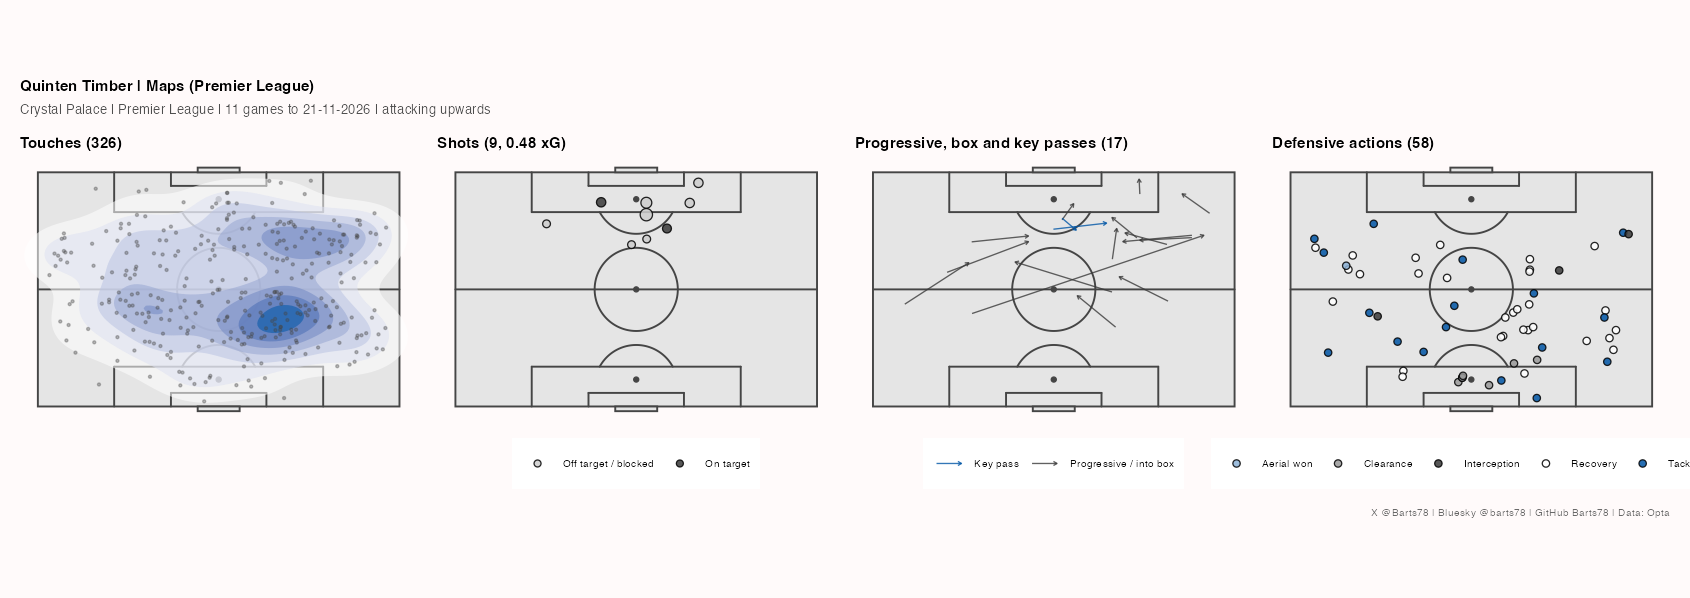 Quinten Timber | Maps (Premier League)
Crystal Palace | Premier League | 11 games to 21-11-2026 | attacking upwards
Touches (326)
Shots (9, 0.48 xG)
Progressive, box and key passes (17)
Defensive actions (58)
Off target / blocked
On target
Key pass
Progressive / into box
Aerial won
Clearance
Interception
Recovery
Tack
X @Barts78 | Bluesky @barts78 | GitHub Barts78 | Data: Opta